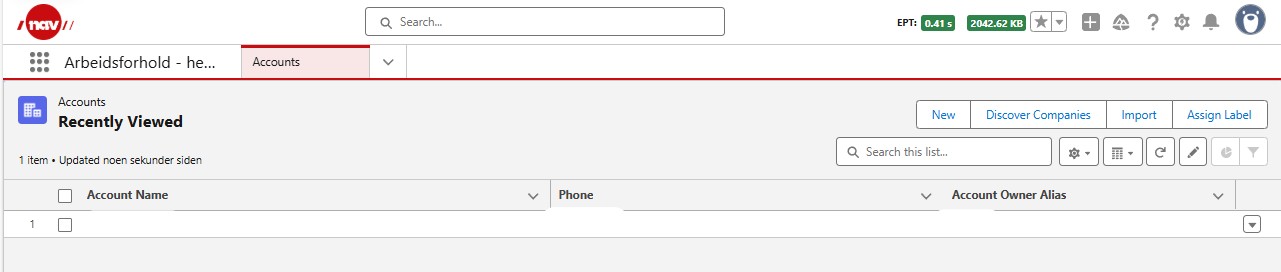 nav
Search...
EPT: 0.41 s 2042.62 KB
Arbeidsforhold - he...
Accounts
Accounts
Recently Viewed
New
Discover Companies
Import
Assign Label
1 item • Updated noen sekunder siden
Search this list...
Account Name
Phone
Account Owner Alias
1